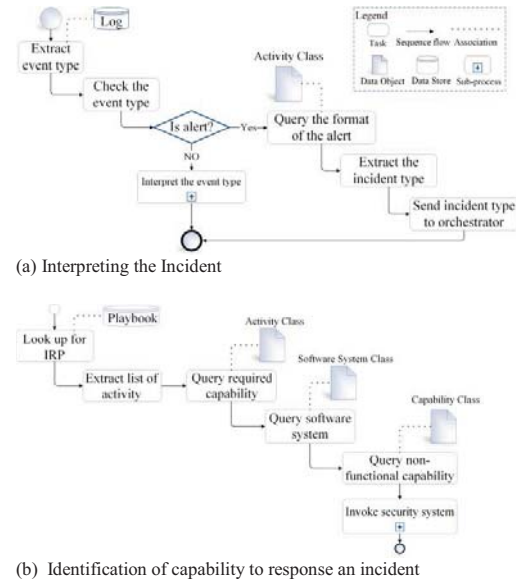 Log
Extract
event type
Check the
event type
Is alert?
Yes
NO
Interpret the event type
Activity Class
Query the format
of the alert
Extract the
incident type
Send incident type
to orchestrator
Legend
Task
Sequence flow
Association
Data Object
Data Store
Sub-process
(a) Interpreting the Incident
Playbook
Look up for
IRP
Extract list of
activity
Activity Class
Query required
capability
Software System Class
Query software
system
Capability Class
Query non-
functional capability
Invoke security system
(b) Identification of capability to response an incident